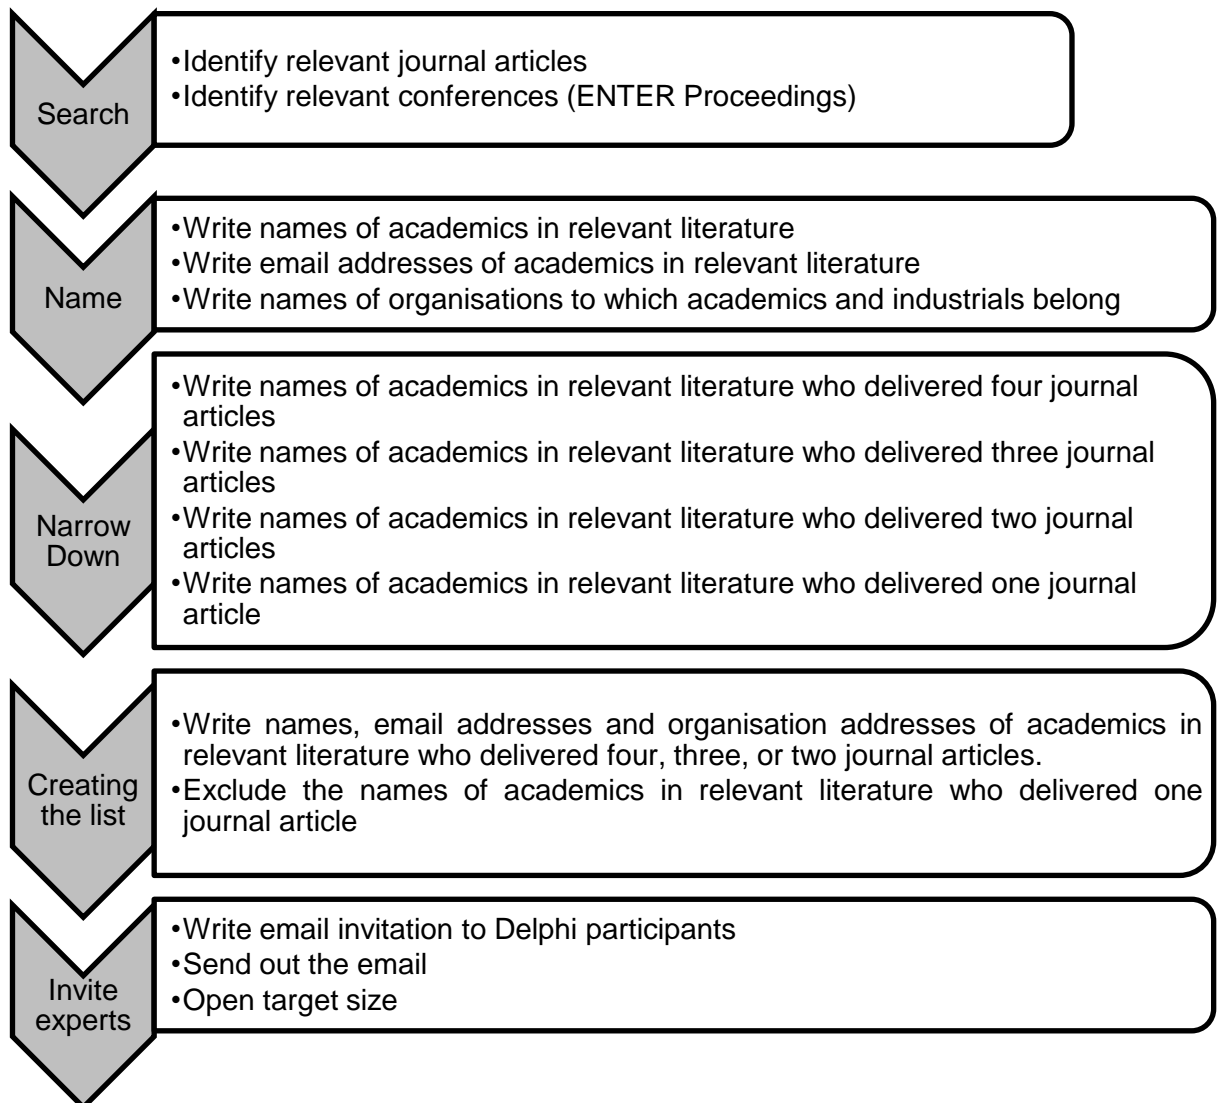 Search
•Identify relevant journal articles
•Identify relevant conferences (ENTER Proceedings)
Name
•Write names of academics in relevant literature
•Write email addresses of academics in relevant literature
•Write names of organisations to which academics and industrials belong
Narrow
Down
•Write names of academics in relevant literature who delivered four journal
articles
•Write names of academics in relevant literature who delivered three journal
articles
•Write names of academics in relevant literature who delivered two journal
articles
•Write names of academics in relevant literature who delivered one journal
article
Creating
the list
•Write names, email addresses and organisation addresses of academics in
relevant literature who delivered four, three, or two journal articles.
•Exclude the names of academics in relevant literature who delivered one
journal article
Invite
experts
•Write email invitation to Delphi participants
•Send out the email
•Open target size